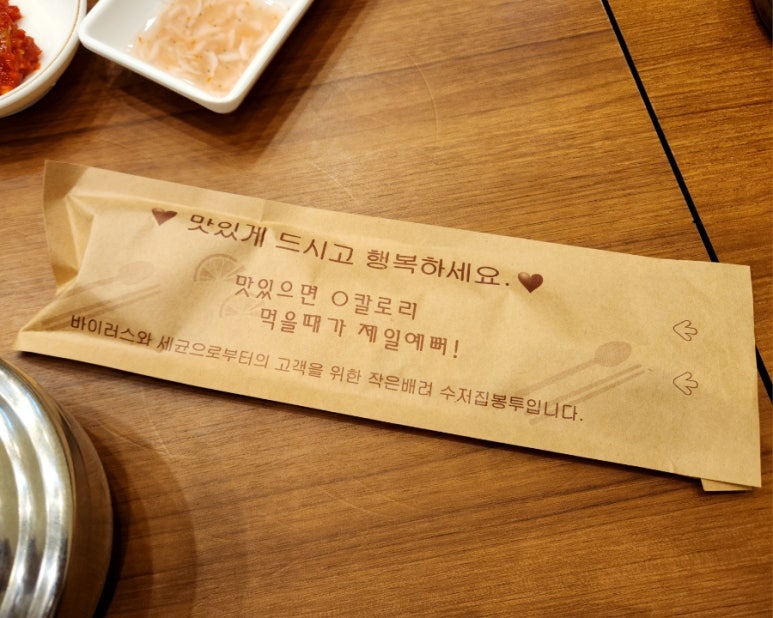 ♥ 맛있게 드시고 행복하세요. ♥
맛있으면 0칼로리
먹을때가 제일예뻐!
바이러스와 세균으로부터의 고객을 위한 작은배려 수저집봉투입니다.